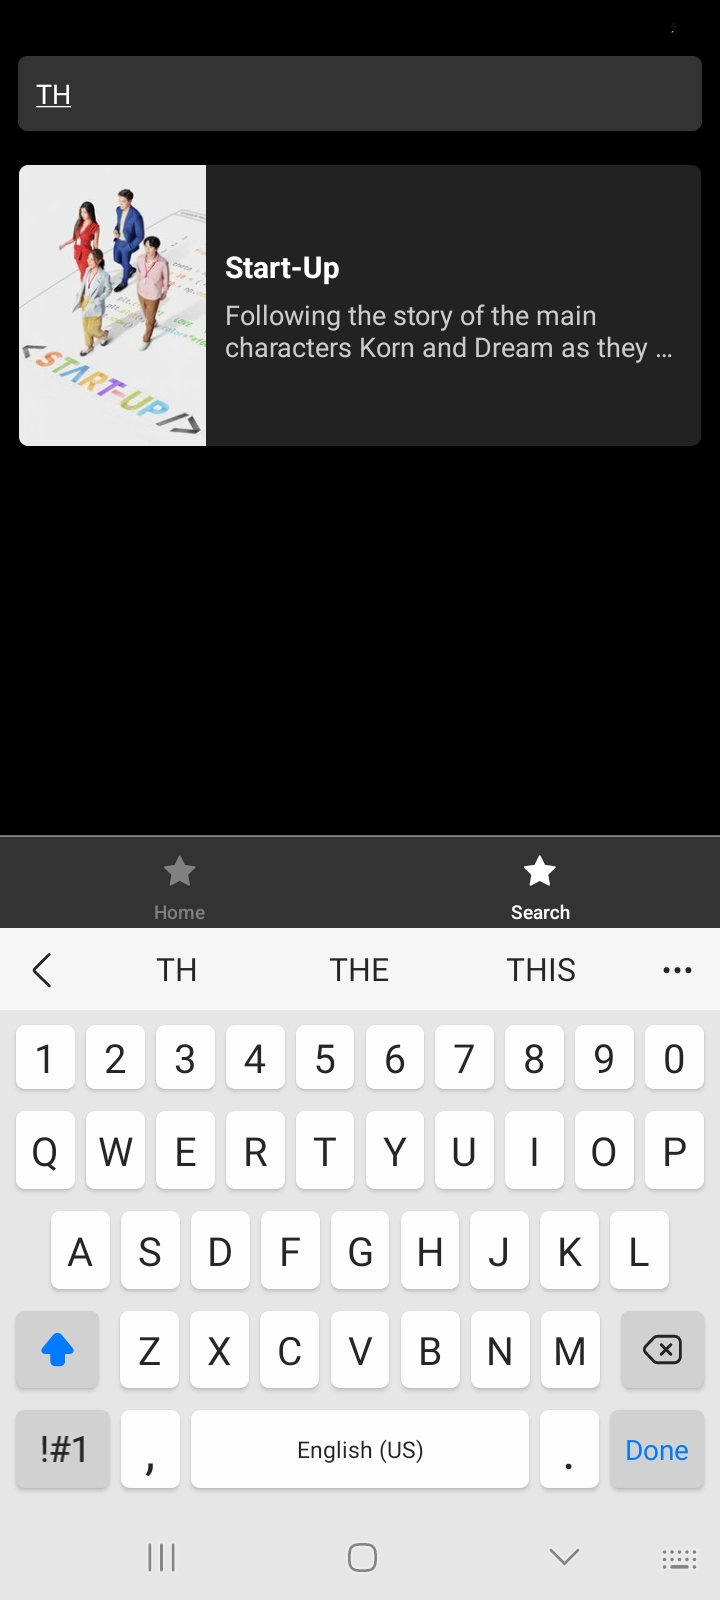 TH
Start-Up
Following the story of the main
characters Korn and Dream as they ...
< START-UP />
Home
Search
TH THE THIS
1 2 3 4 5 6 7 8 9 0
Q W E R T Y U I O P
A S D F G H J K L
Z X C V B N M
!#1 , English (US) . Done